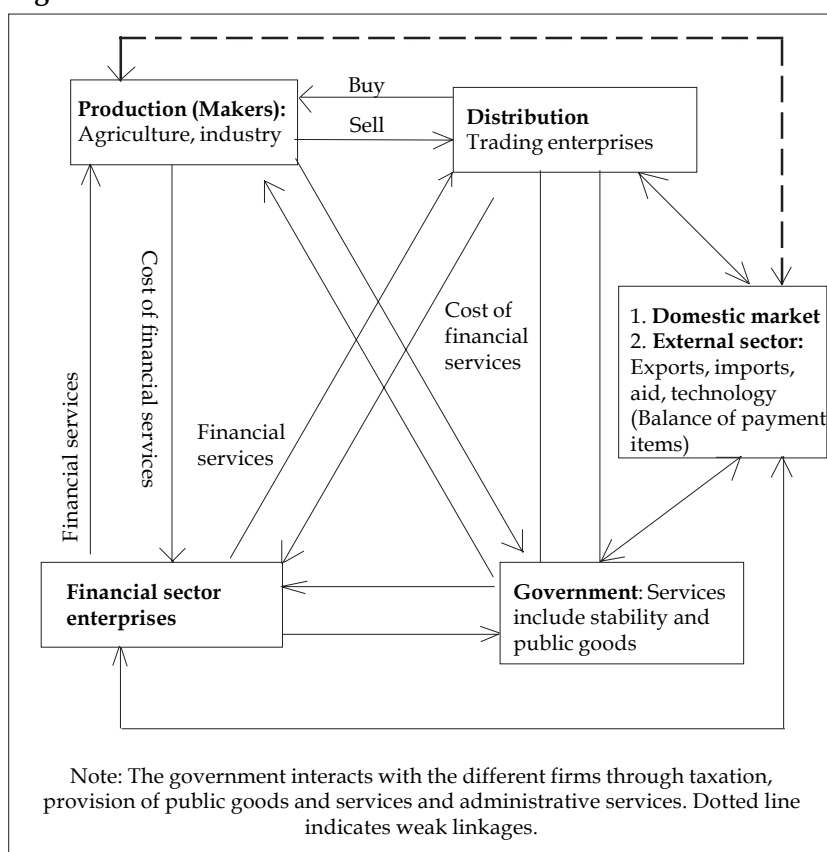 Buy
Production (Makers):
Agriculture, industry
Sell
Distribution
Trading enterprises
Cost of financial services
Financial services
Cost of
financial
services
Financial
services
1. Domestic market
2. External sector:
Exports, imports,
aid, technology
(Balance of payment
items)
Financial sector
enterprises
Government: Services
include stability and
public goods
Note: The government interacts with the different firms through taxation,
provision of public goods and services and administrative services. Dotted line
indicates weak linkages.